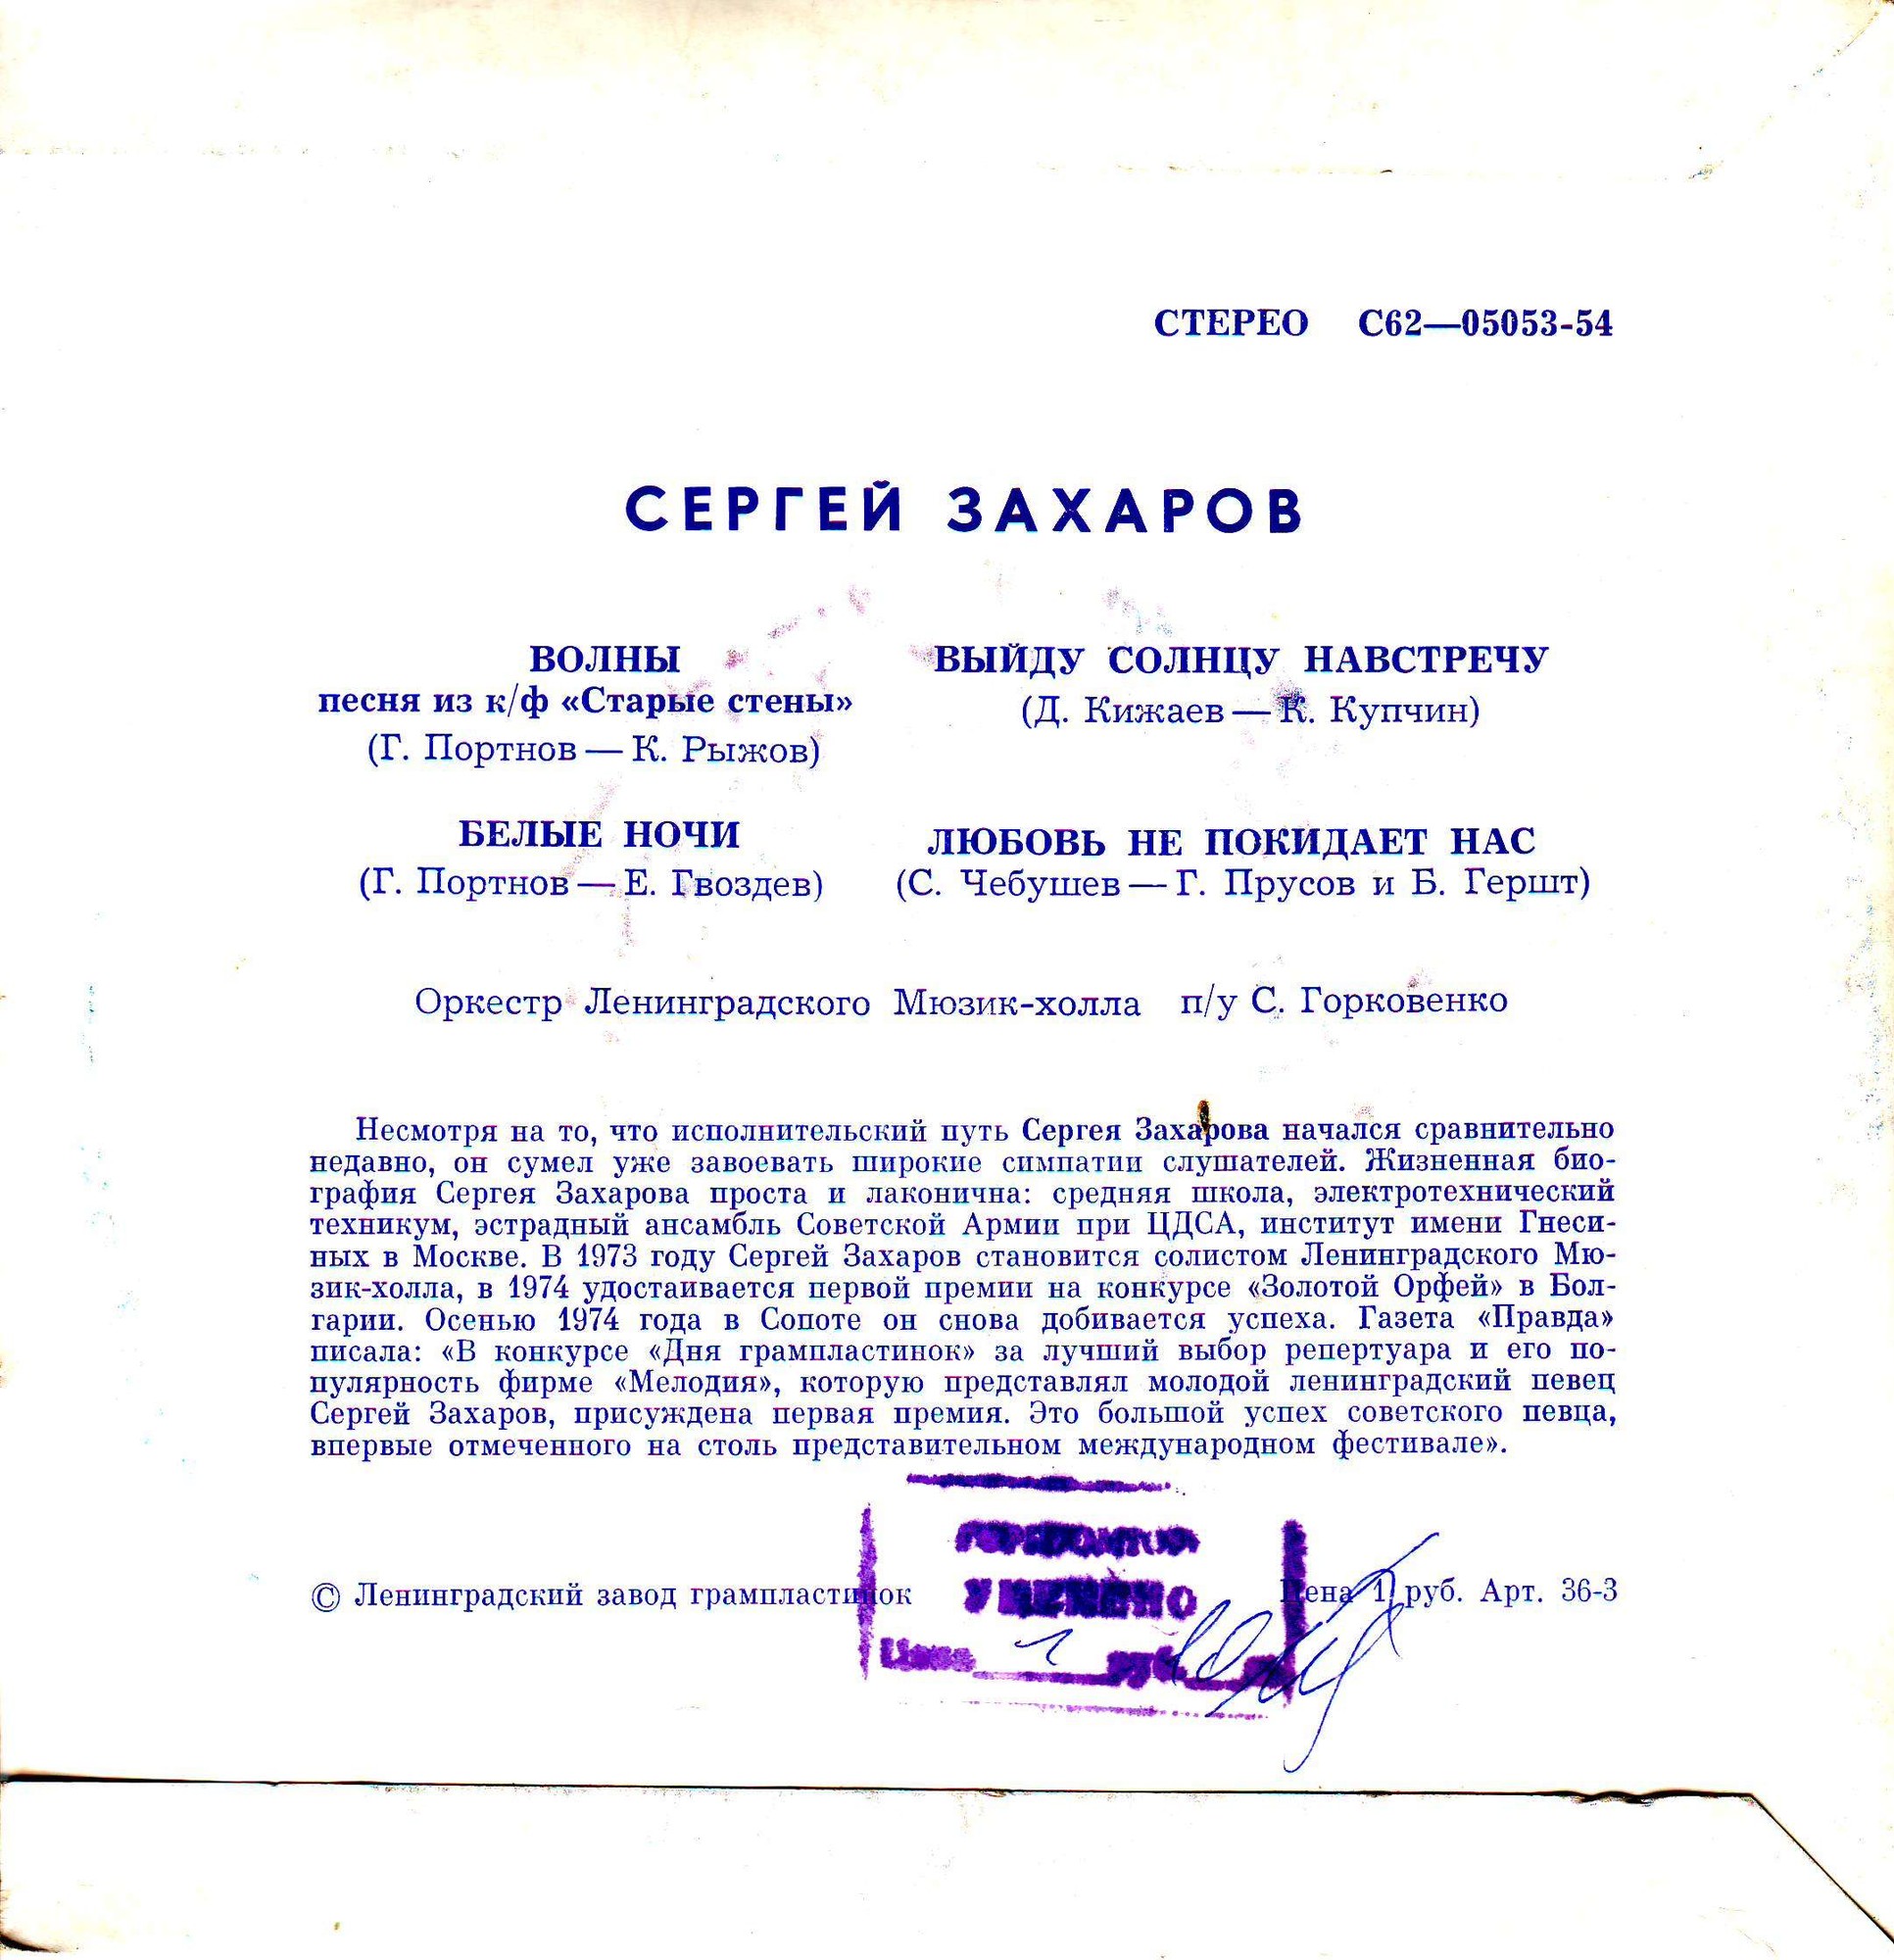 СТЕРЕО С62—05053-54
СЕРГЕЙ ЗАХАРОВ
ВОЛНЫ
песня из к/ф «Старые стены»
(Г. Портнов — К. Рыжов)
БЕЛЫЕ НОЧИ
(Г. Портнов — Е. Гвоздев)
ВЫЙДУ СОЛНЦУ НАВСТРЕЧУ
(Д. Кижаев — К. Купчин)
ЛЮБОВЬ НЕ ПОКИДАЕТ НАС
(С. Чебушев — Г. Прусов и Б. Гершт)
Оркестр Ленинградского Мюзик-холла п/у С. Горковенко
Несмотря на то, что исполнительский путь Сергея Захарова начался сравнительно
недавно, он сумел уже завоевать широкие симпатии слушателей. Жизненная био-
графия Сергея Захарова проста и лаконична: средняя школа, электротехнический
техникум, эстрадный ансамбль Советской Армии при ЦДСА, институт имени Гнеси-
ных в Москве. В 1973 году Сергей Захаров становится солистом Ленинградского Мю-
зик-холла, в 1974 удостаивается первой премии на конкурсе «Золотой Орфей» в Бол-
гарии. Осенью 1974 года в Сопоте он снова добивается успеха. Газета «Правда»
писала: «В конкурсе «Дня грампластинок» за лучший выбор репертуара и его по-
пулярность фирме «Мелодия», которую представлял молодой ленинградский певец
Сергей Захаров, присуждена первая премия. Это большой успех советского певца,
впервые отмеченного на столь представительном международном фестивале».
© Ленинградский завод грампластинок
Цена 1 руб. Арт. 36-3
УЦЕНЕНО
Цена 1 руб.